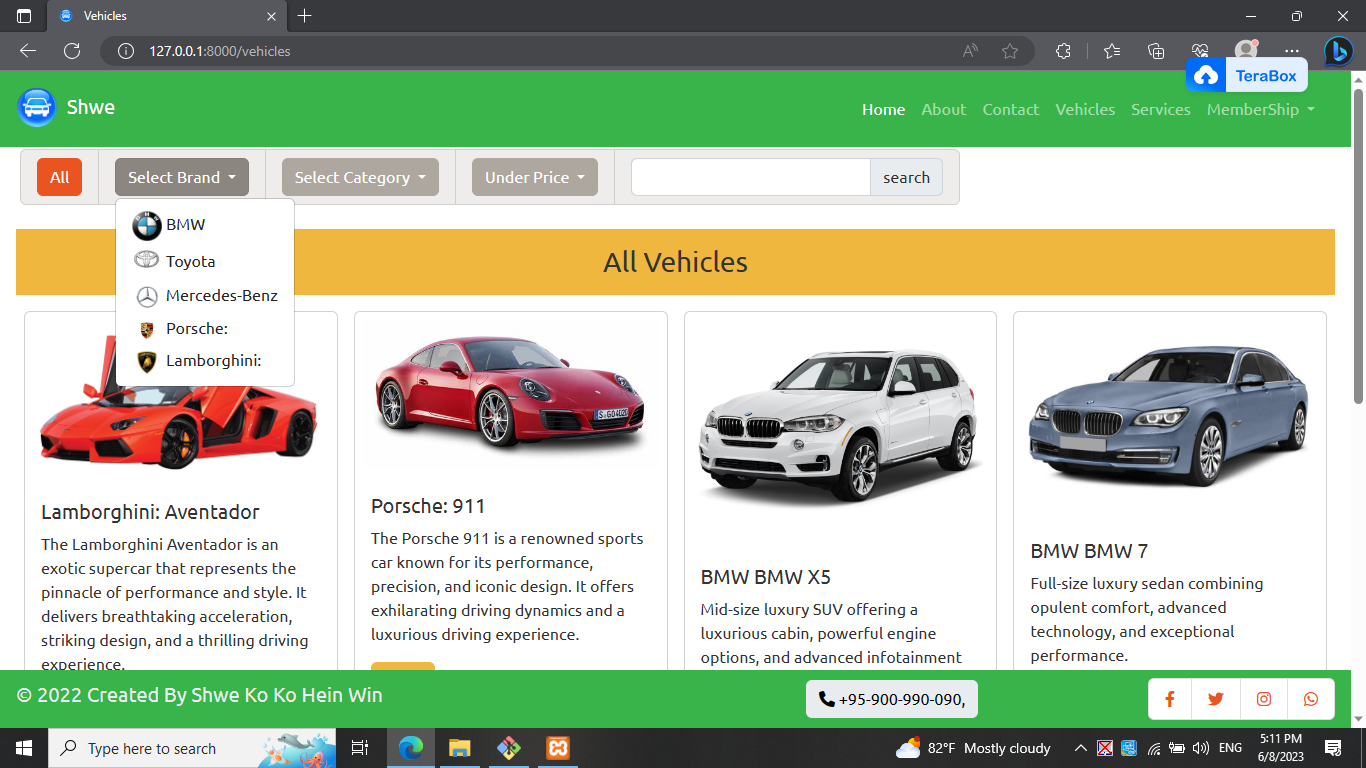 Vehicles
127.0.0.1:8000/vehicles
TeraBox
Shwe
Home About Contact Vehicles Services MemberShip
All Select Brand Select Category Under Price search
BMW
Toyota
Mercedes-Benz
Porsche:
Lamborghini:
All Vehicles
S GO 4020
Lamborghini: Aventador
The Lamborghini Aventador is an
exotic supercar that represents the
pinnacle of performance and style. It
delivers breathtaking acceleration,
striking design, and a thrilling driving
experience.
Porsche: 911
The Porsche 911 is a renowned sports
car known for its performance,
precision, and iconic design. It offers
exhilarating driving dynamics and a
luxurious driving experience.
BMW BMW X5
Mid-size luxury SUV offering a
luxurious cabin, powerful engine
options, and advanced infotainment
BMW BMW 7
Full-size luxury sedan combining
opulent comfort, advanced
technology, and exceptional
performance.
© 2022 Created By Shwe Ko Ko Hein Win
+95-900-990-090,
Type here to search
82°F Mostly cloudy
ENG
5:11 PM
6/8/2023